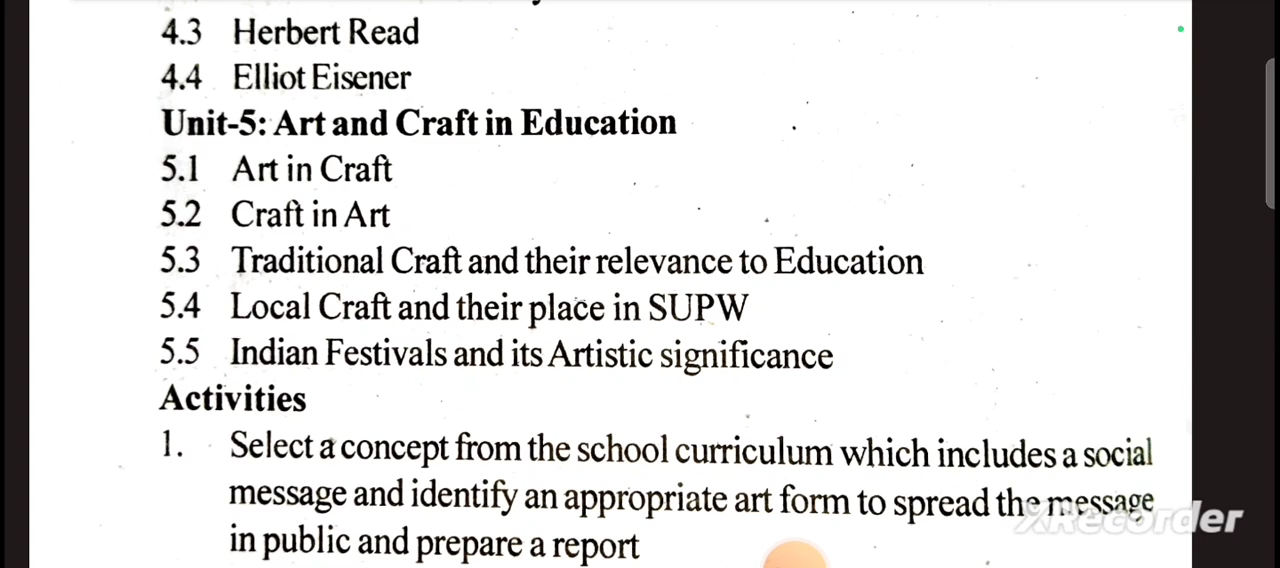 4.3 Herbert Read
4.4 Elliot Eisener
Unit-5: Art and Craft in Education
5.1 Art in Craft
5.2 Craft in Art
5.3 Traditional Craft and their relevance to Education
5.4 Local Craft and their place in SUPW
5.5 Indian Festivals and its Artistic significance
Activities
1. Select a concept from the school curriculum which includes a social
message and identify an appropriate art form to spread the message
in public and prepare a report
XRecorder